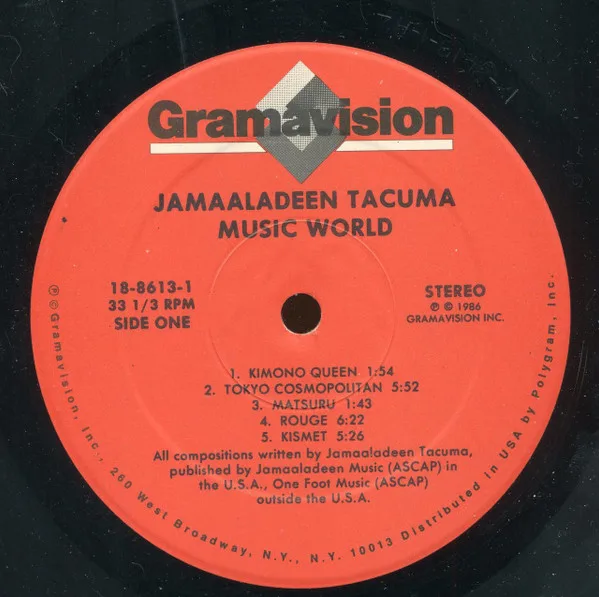 Gramavision
JAMAALADEEN TACUMA
MUSIC WORLD
18-8613-1
33 1/3 RPM
SIDE ONE
STEREO
℗ © 1986
GRAMAVISION INC.
1. KIMONO QUEEN 1:54
2. TOKYO COSMOPOLITAN 5:52
3. MATSURU 1:43
4. ROUGE 6:22
5. KISMET 5:26
All compositions written by Jamaaladeen Tacuma,
published by Jamaaladeen Music (ASCAP) in
the U.S.A., One Foot Music (ASCAP)
outside the U.S.A.
℗ © Gramavision, Inc., 260 West Broadway, N.Y., N.Y. 10013 Distributed in USA by Polygram, Inc.